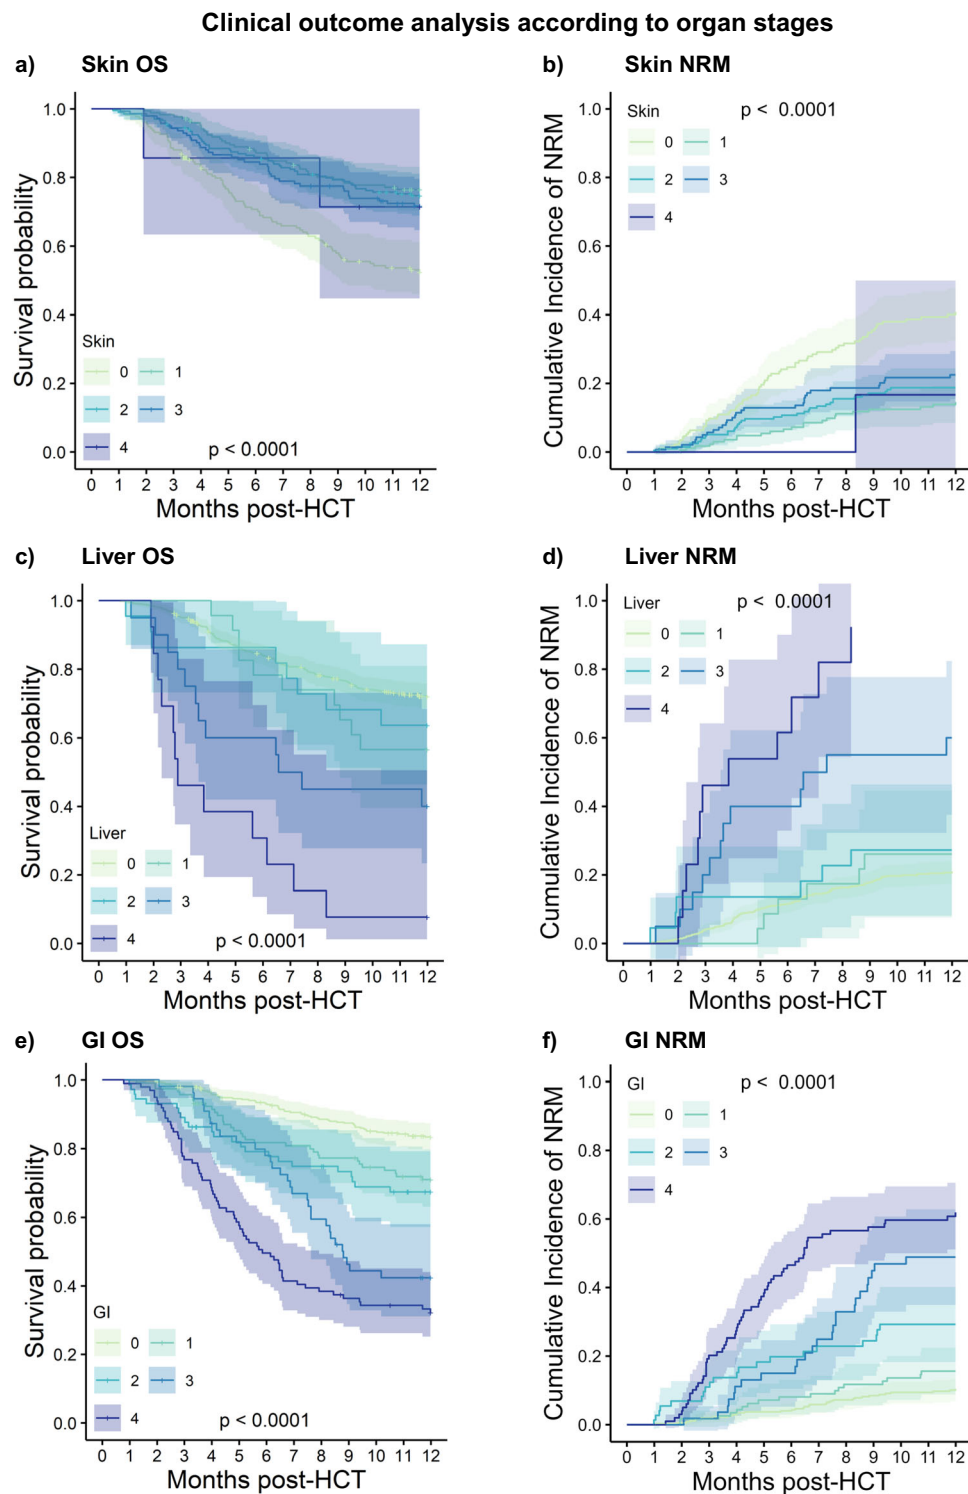 Clinical outcome analysis according to organ stages
a) Skin OS
Survival probability
1.0
0.8
0.6
0.4
0.2
0.0
Skin
0 1
2 3
4
p < 0.0001
0 1 2 3 4 5 6 7 8 9 10 11 12
Months post-HCT
b) Skin NRM
Cumulative Incidence of NRM
1.0
0.8
0.6
0.4
0.2
0.0
Skin
0 1
2 3
4
p < 0.0001
0 1 2 3 4 5 6 7 8 9 10 11 12
Months post-HCT
c) Liver OS
Survival probability
1.0
0.8
0.6
0.4
0.2
0.0
Liver
0 1
2 3
4
p < 0.0001
0 1 2 3 4 5 6 7 8 9 10 11 12
Months post-HCT
d) Liver NRM
Cumulative Incidence of NRM
1.0
0.8
0.6
0.4
0.2
0.0
Liver
0 1
2 3
4
p < 0.0001
0 1 2 3 4 5 6 7 8 9 10 11 12
Months post-HCT
e) GI OS
Survival probability
1.0
0.8
0.6
0.4
0.2
0.0
GI
0 1
2 3
4
p < 0.0001
0 1 2 3 4 5 6 7 8 9 10 11 12
Months post-HCT
f) GI NRM
Cumulative Incidence of NRM
1.0
0.8
0.6
0.4
0.2
0.0
GI
0 1
2 3
4
p < 0.0001
0 1 2 3 4 5 6 7 8 9 10 11 12
Months post-HCT